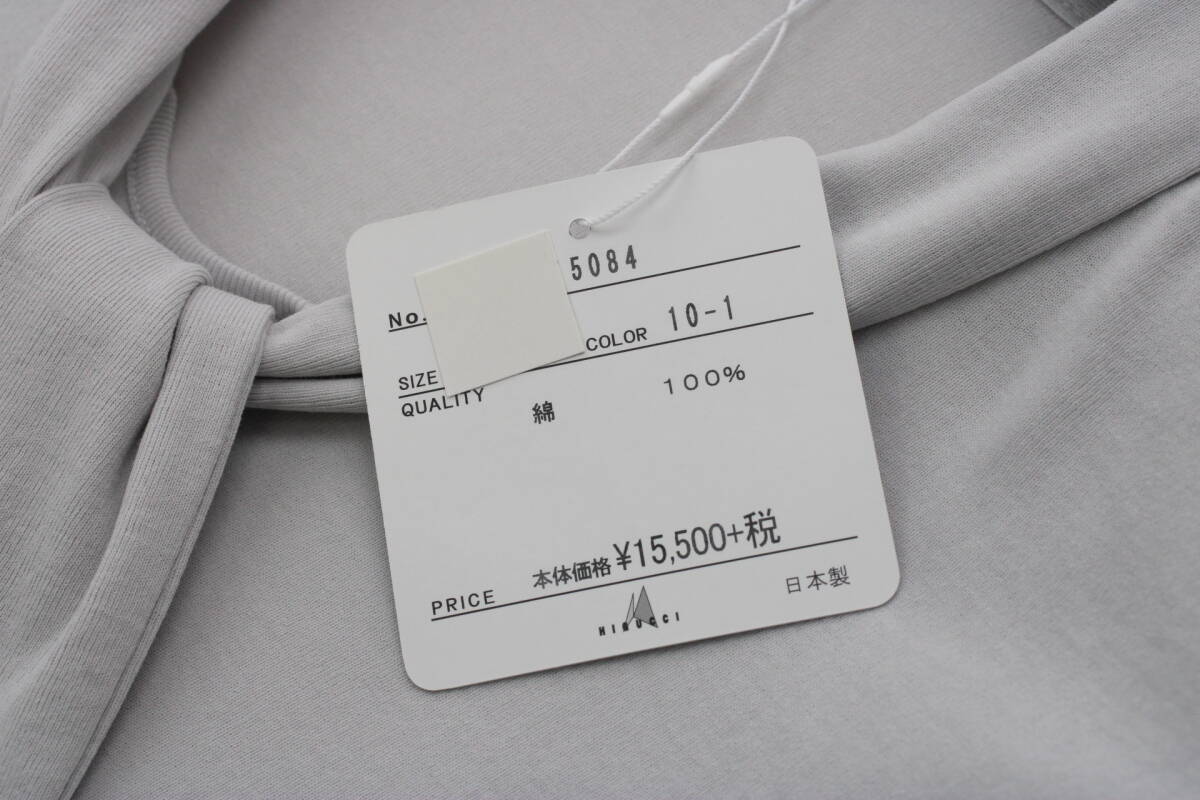 No. 5084
SIZE COLOR 10-1
QUALITY
綿 100%
PRICE 本体価格 ¥15,500+税
HIRUCCI 日本製